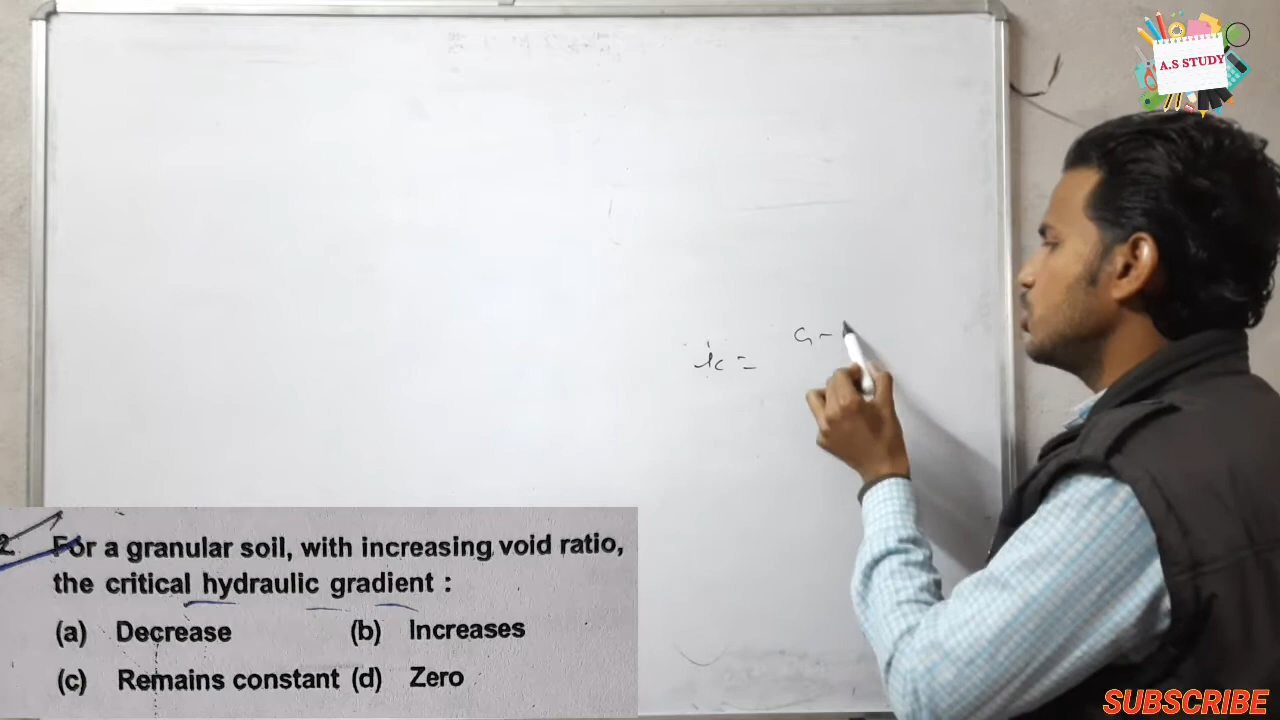 A.S STUDY
G -
ic =
2 For a granular soil, with increasing void ratio,
the critical hydraulic gradient :
(a) Decrease (b) Increases
(c) Remains constant (d) Zero
SUBSCRIBE